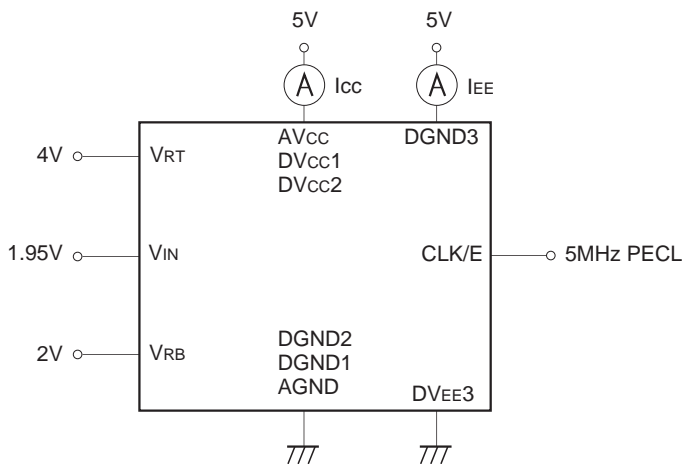 5V 5V
A ICC A IEE
AVCC DGND3
4V VRT DVCC1
DVCC2
1.95V VIN CLK/E 5MHz PECL
DGND2
2V VRB DGND1
AGND DVEE3